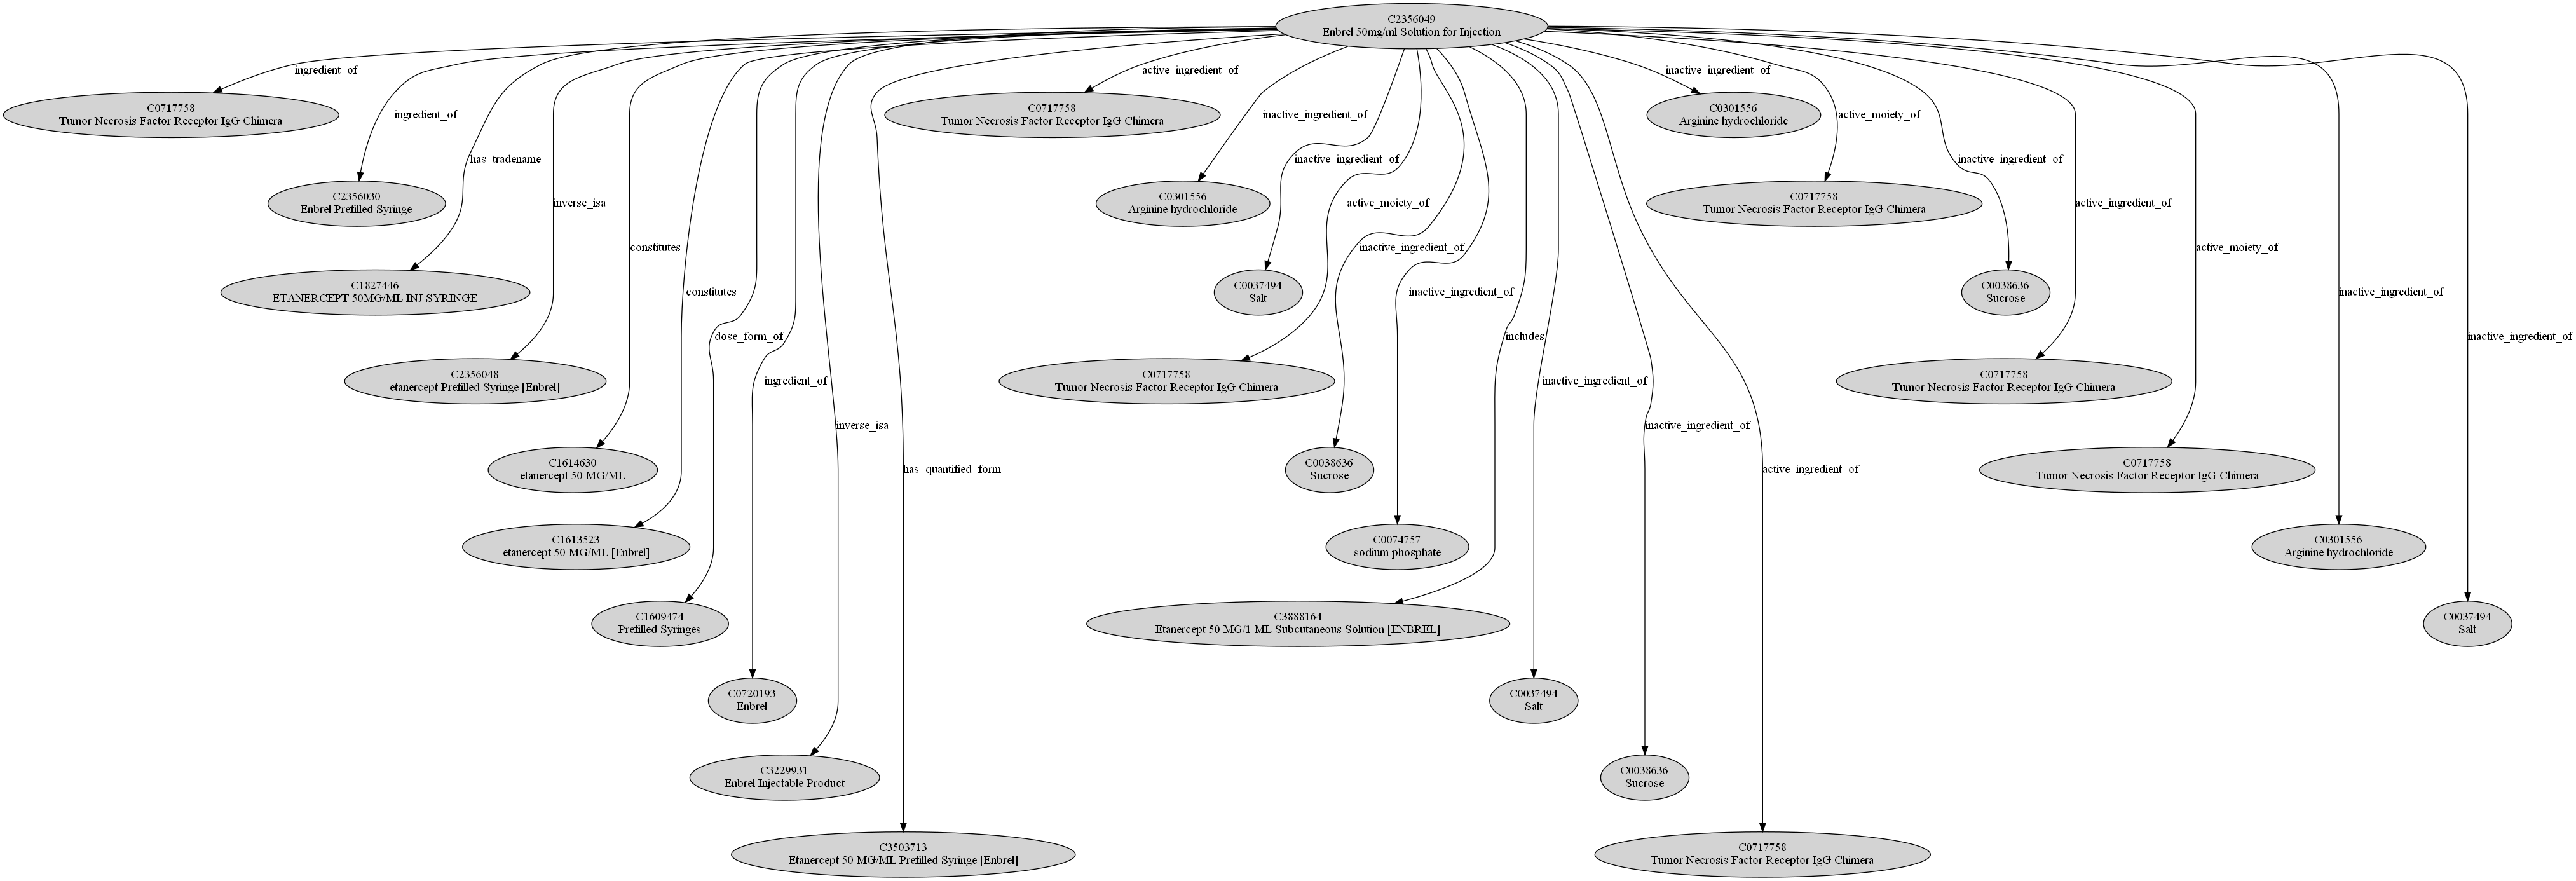 C2356049
Enbrel 50mg/ml Solution for Injection
ingredient_of
active_ingredient_of
inactive_ingredient_of
C0717758
Tumor Necrosis Factor Receptor IgG Chimera
ingredient_of
C0717758
Tumor Necrosis Factor Receptor IgG Chimera
inactive_ingredient_of
C0301556
Arginine hydrochloride
active_moiety_of
has_tradename
inactive_ingredient_of
inactive_ingredient_of
C2356030
Enbrel Prefilled Syringe
inverse_isa
C0301556
Arginine hydrochloride
active_moiety_of
C0717758
Tumor Necrosis Factor Receptor IgG Chimera
active_ingredient_of
constitutes
inactive_ingredient_of
active_moiety_of
C1827446
ETANERCEPT 50MG/ML INJ SYRINGE
constitutes
C0037494
Salt
inactive_ingredient_of
C0038636
Sucrose
inactive_ingredient_of
dose_form_of
includes
inactive_ingredient_of
C2356048
etanercept Prefilled Syringe [Enbrel]
ingredient_of
C0717758
Tumor Necrosis Factor Receptor IgG Chimera
inactive_ingredient_of
C0717758
Tumor Necrosis Factor Receptor IgG Chimera
inverse_isa
inactive_ingredient_of
C1614630
etanercept 50 MG/ML
has_quantified_form
C0038636
Sucrose
active_ingredient_of
C0717758
Tumor Necrosis Factor Receptor IgG Chimera
C1613523
etanercept 50 MG/ML [Enbrel]
C0074757
sodium phosphate
C0301556
Arginine hydrochloride
C1609474
Prefilled Syringes
C3888164
Etanercept 50 MG/1 ML Subcutaneous Solution [ENBREL]
C0037494
Salt
C0720193
Enbrel
C0037494
Salt
C3229931
Enbrel Injectable Product
C0038636
Sucrose
C3503713
Etanercept 50 MG/ML Prefilled Syringe [Enbrel]
C0717758
Tumor Necrosis Factor Receptor IgG Chimera